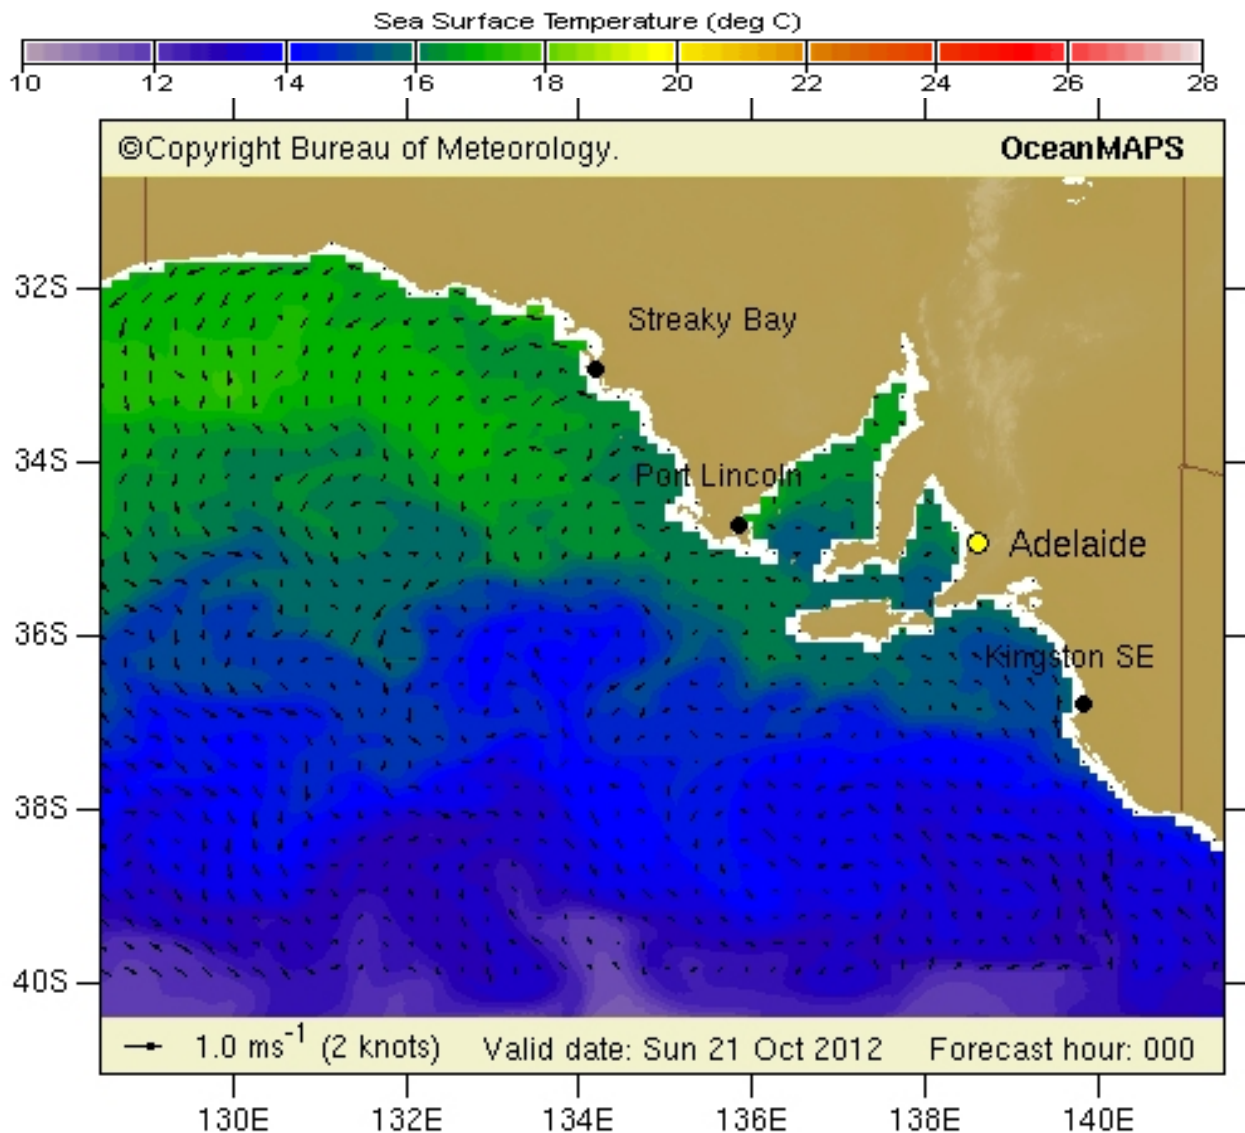 Sea Surface Temperature (deg C)
10 12 14 16 18 20 22 24 26 28
©Copyright Bureau of Meteorology. OceanMAPS
32S
Streaky Bay
34S
Port Lincoln
Adelaide
36S
Kingston SE
38S
40S
1.0 ms-1 (2 knots) Valid date: Sun 21 Oct 2012 Forecast hour: 000
130E 132E 134E 136E 138E 140E